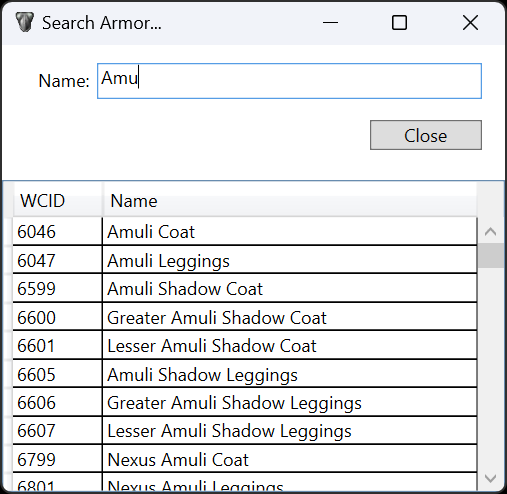 Search Armor...
Name: Amu
Close
WCID Name
6046 Amuli Coat
6047 Amuli Leggings
6599 Amuli Shadow Coat
6600 Greater Amuli Shadow Coat
6601 Lesser Amuli Shadow Coat
6605 Amuli Shadow Leggings
6606 Greater Amuli Shadow Leggings
6607 Lesser Amuli Shadow Leggings
6799 Nexus Amuli Coat
6801 Nexus Amuli Leggings